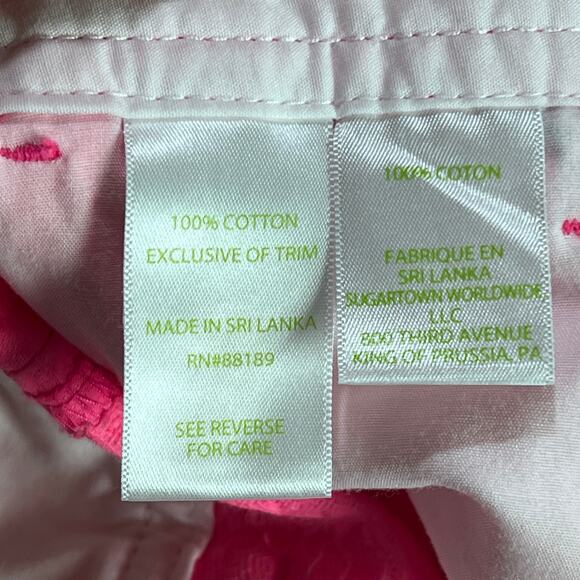 100% COTTON
EXCLUSIVE OF TRIM
MADE IN SRI LANKA
RN#88189
SEE REVERSE
FOR CARE
100% COTON
FABRIQUE EN
SRI LANKA
SUGARTOWN WORLDWIDE
LLC
800 THIRD AVENUE
KING OF PRUSSIA, PA